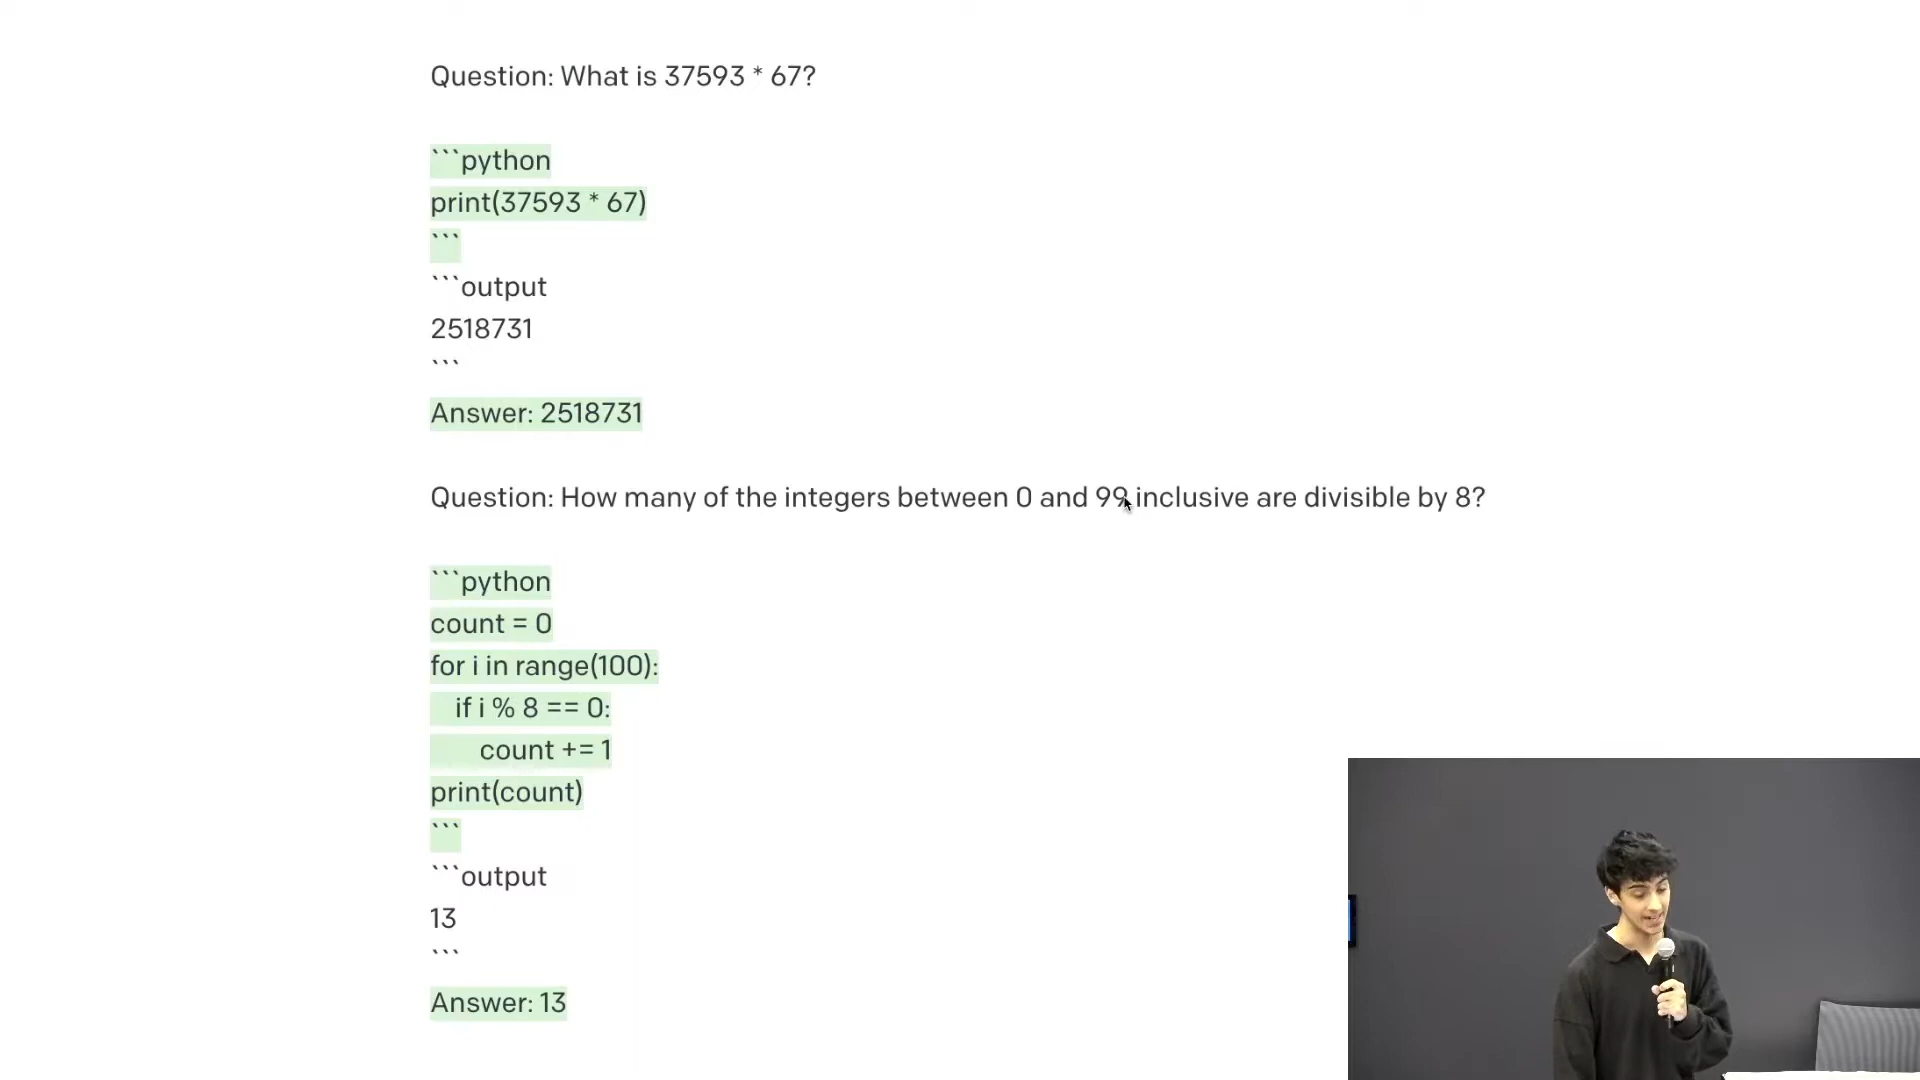 Question: What is 37593 * 67?
```python
print(37593 * 67)
```
```output
2518731
```
Answer: 2518731
Question: How many of the integers between 0 and 99 inclusive are divisible by 8?
```python
count = 0
for i in range(100):
    if i % 8 == 0:
        count += 1
print(count)
```
```output
13
```
Answer: 13